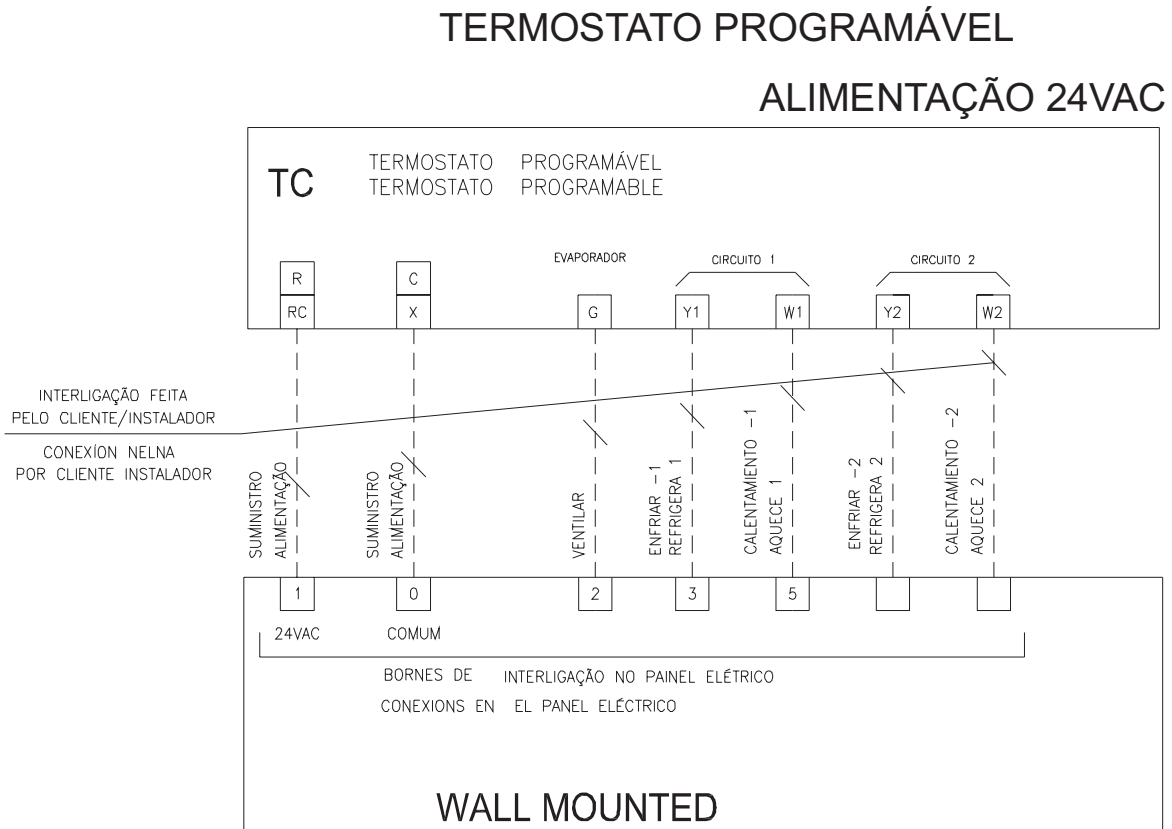 TERMOSTATO PROGRAMÁVEL
ALIMENTAÇÃO 24VAC
TC
TERMOSTATO PROGRAMÁVEL
TERMOSTATO PROGRAMABLE
EVAPORADOR
CIRCUITO 1
CIRCUITO 2
R
C
RC
X
G
Y1
W1
Y2
W2
INTERLIGAÇÃO FEITA
PELO CLIENTE/INSTALADOR
CONEXÍON NELNA
POR CLIENTE INSTALADOR
SUMINISTRO
ALIMENTAÇÃO
SUMINISTRO
ALIMENTAÇÃO
VENTILAR
ENFRIAR -1
REFRIGERA 1
CALENTAMIENTO -1
AQUECE 1
ENFRIAR -2
REFRIGERA 2
CALENTAMIENTO -2
AQUECE 2
1
0
2
3
5
24VAC
COMUM
BORNES DE INTERLIGAÇÃO NO PAINEL ELÉTRICO
CONEXIONS EN EL PANEL ELÉCTRICO
WALL MOUNTED